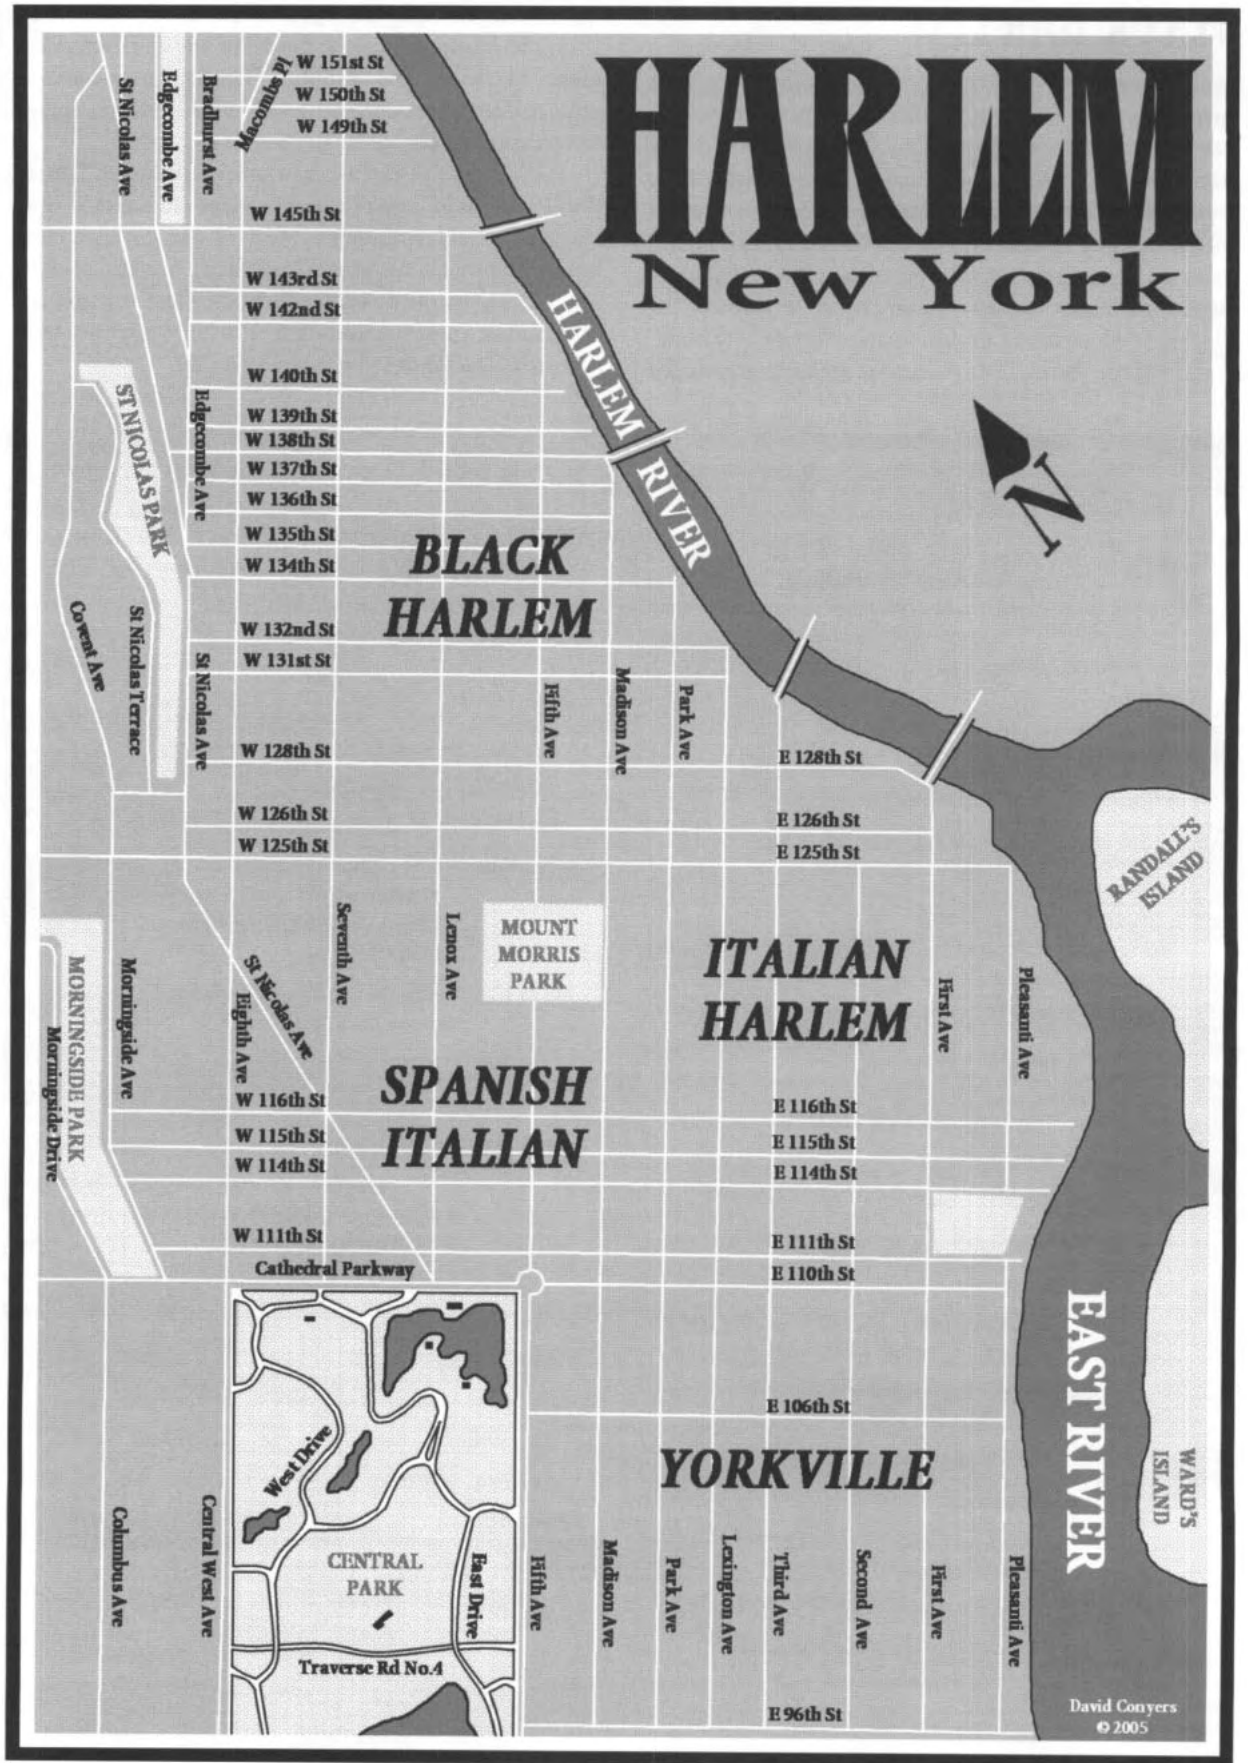 HARLEM
New York
W 151st St
W 150th St
W 149th St
Macombs Pl
St Nicolas Ave
Edgecombe Ave
Bradhurst Ave
W 145th St
W 143rd St
W 142nd St
HARLEM
RIVER
W 140th St
W 139th St
W 138th St
W 137th St
W 136th St
W 135th St
W 134th St
ST NICOLAS PARK
Edgecombe Ave
N
BLACK
HARLEM
W 132nd St
W 131st St
Covent Ave
St Nicolas Terrace
St Nicolas Ave
Fifth Ave
Madison Ave
Park Ave
W 128th St
E 128th St
W 126th St
E 126th St
W 125th St
E 125th St
RANDALL'S
ISLAND
MOUNT
MORRIS
PARK
ITALIAN
HARLEM
MORNINGSIDE PARK
Morningside Drive
Morningside Ave
Eighth Ave
St Nicolas Ave
Seventh Ave
Lenox Ave
First Ave
Pleasanti Ave
SPANISH
ITALIAN
W 116th St
E 116th St
W 115th St
E 115th St
W 114th St
E 114th St
W 111th St
E 111th St
Cathedral Parkway
E 110th St
EAST RIVER
E 106th St
YORKVILLE
WARD'S
ISLAND
West Drive
CENTRAL
PARK
East Drive
Columbus Ave
Central West Ave
Fifth Ave
Madison Ave
Park Ave
Lexington Ave
Third Ave
Second Ave
First Ave
Pleasanti Ave
Traverse Rd No.4
E 96th St
David Conyers
© 2005